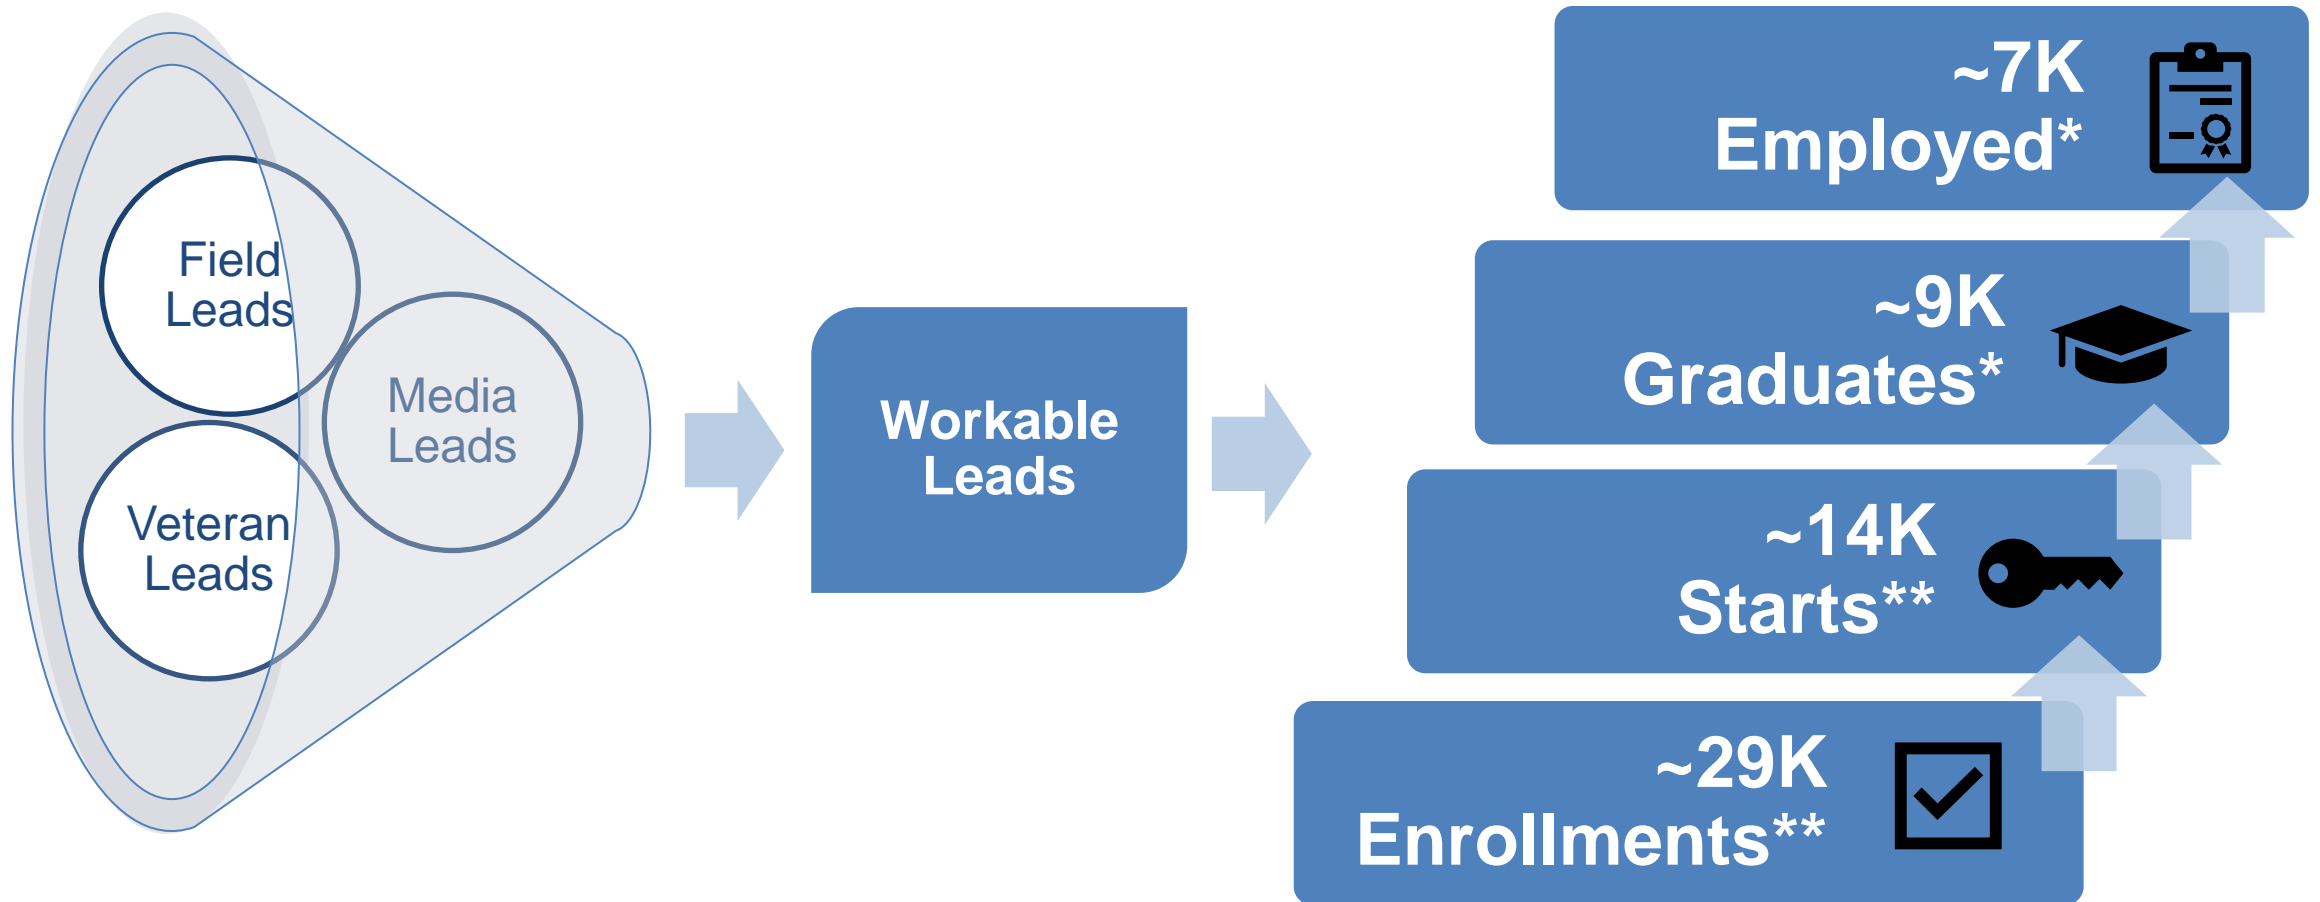 Field
Leads
Media
Leads
Veteran
Leads
Workable
Leads
~7K
Employed*
~9K
Graduates*
~14K
Starts**
~29K
Enrollments**